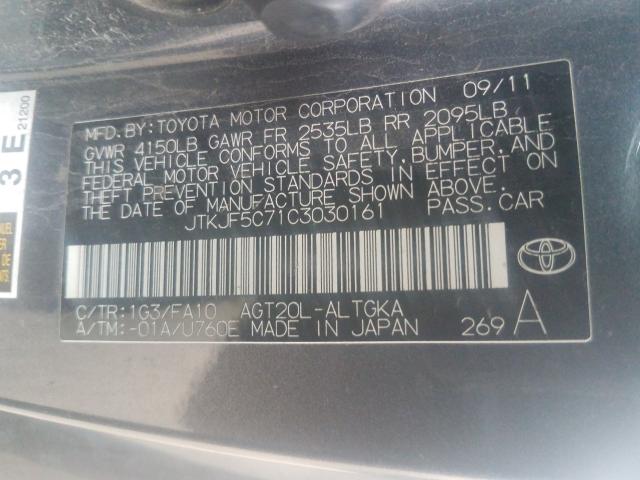 09/11
MFD.BY:TOYOTA MOTOR CORPORATION
GVWR 4150LB GAWR FR 2535LB RR 2095LB
THIS VEHICLE CONFORMS TO ALL APPLICABLE
FEDERAL MOTOR VEHICLE SAFETY,BUMPER,AND
THEFT PREVENTION STANDARDS IN EFFECT ON
THE DATE OF MANUFACTURE SHOWN ABOVE.
JTKJF5C71C3030161 PASS.CAR
C/TR:1G3/FA10 AGT20L-ALTGKA
A/TM:-01A/U760E MADE IN JAPAN 269 A
3 E
21200